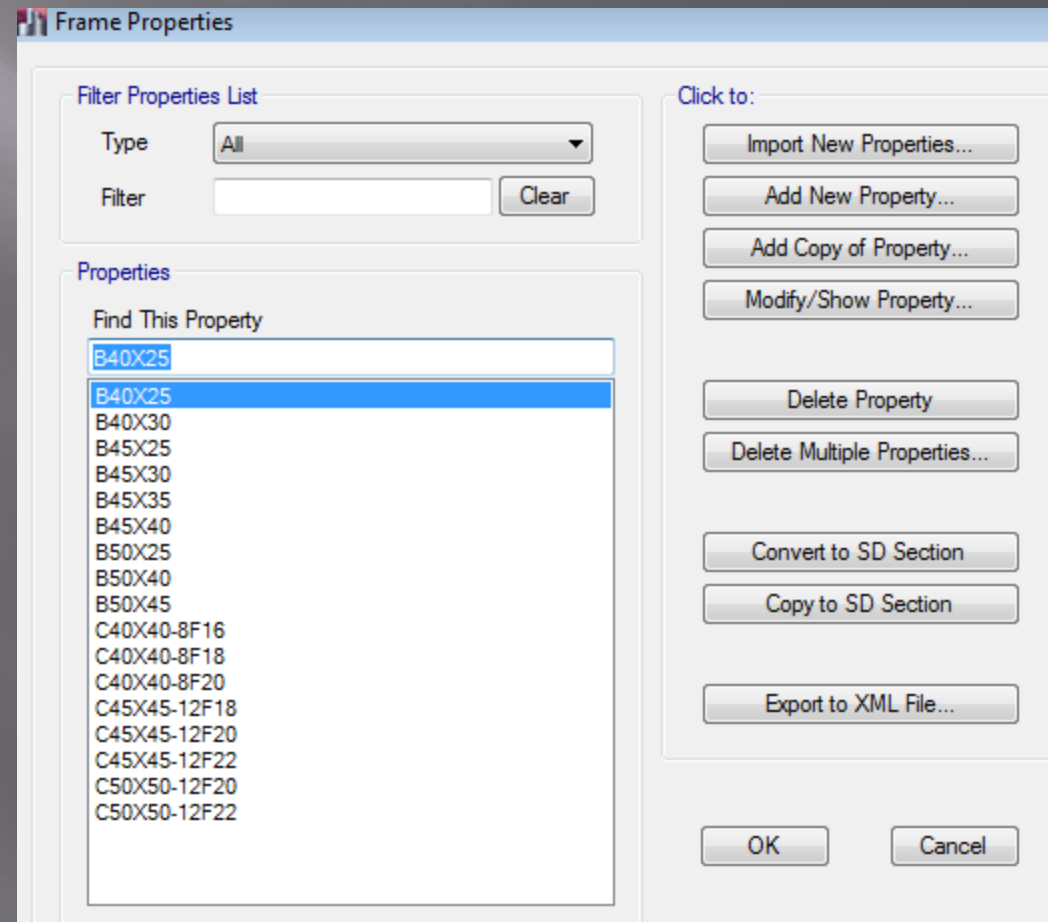 Frame Properties
Filter Properties List
Type
All
Filter
Clear
Properties
Find This Property
B40X25
B40X25
B40X30
B45X25
B45X30
B45X35
B45X40
B50X25
B50X40
B50X45
C40X40-8F16
C40X40-8F18
C40X40-8F20
C45X45-12F18
C45X45-12F20
C45X45-12F22
C50X50-12F20
C50X50-12F22
Click to:
Import New Properties...
Add New Property...
Add Copy of Property...
Modify/Show Property...
Delete Property
Delete Multiple Properties...
Convert to SD Section
Copy to SD Section
Export to XML File...
OK
Cancel